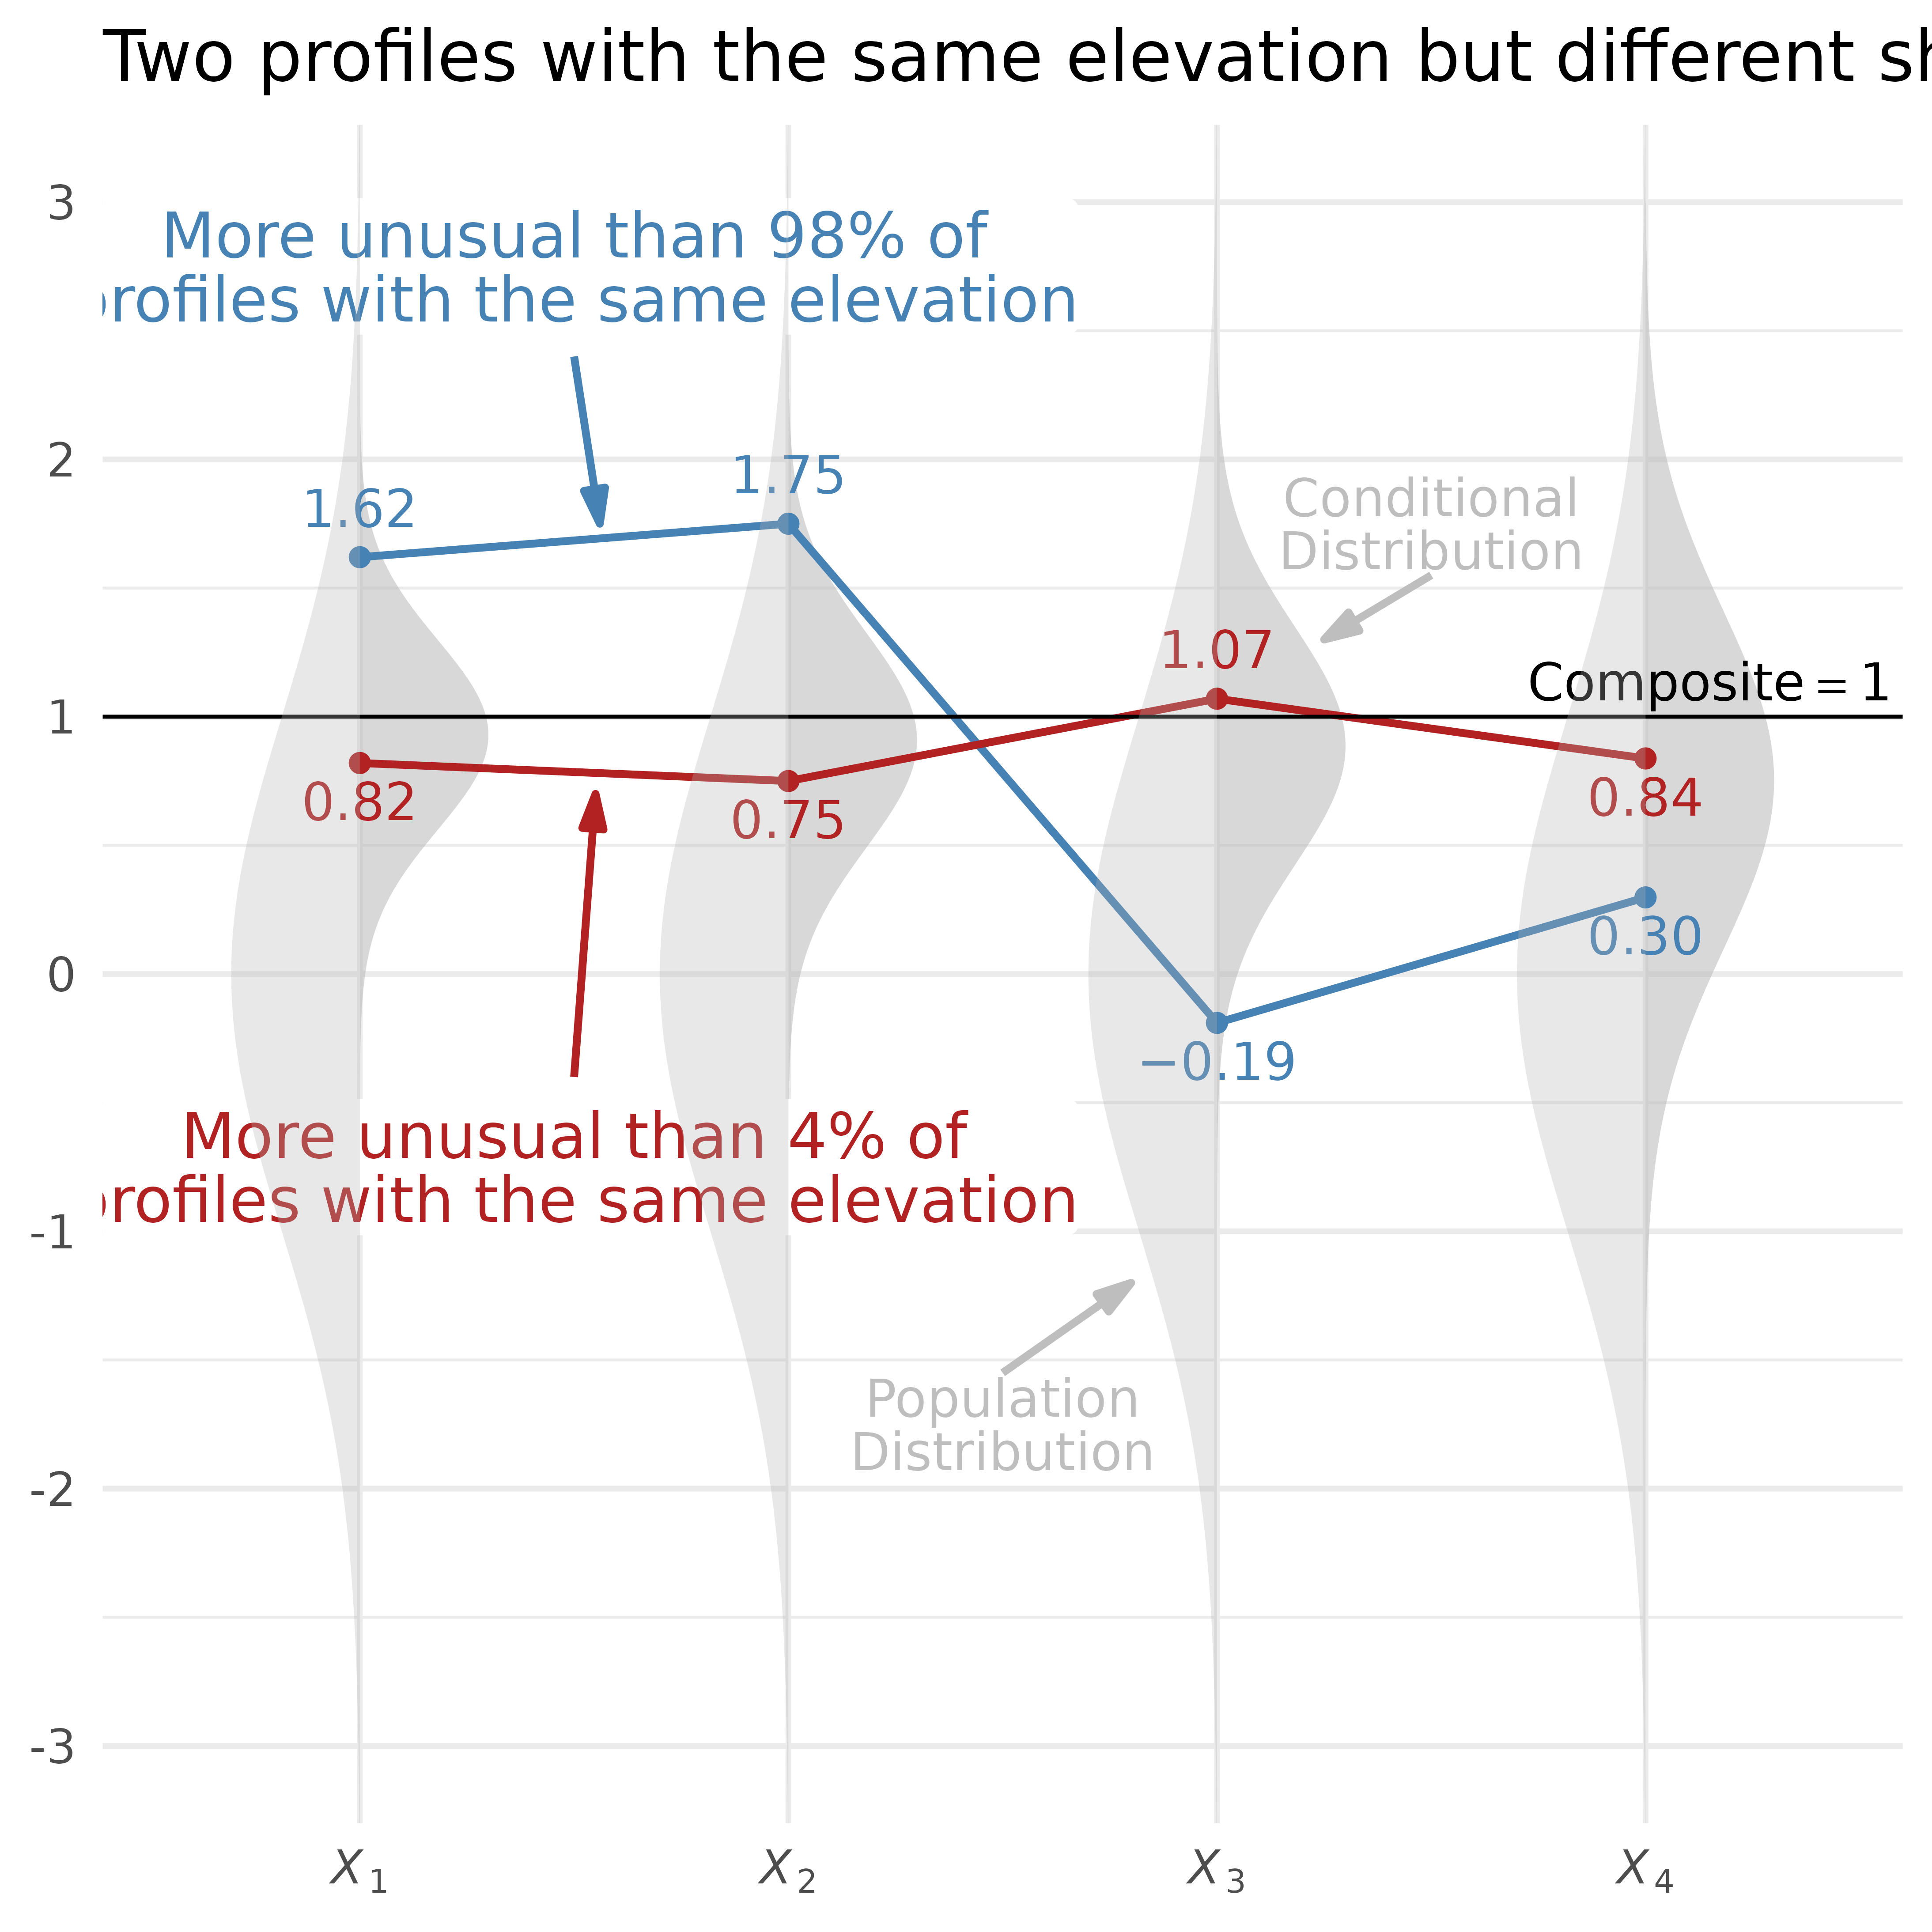 Two profiles with the same elevation but different
3
More unusual than 98% of
with the same elevation
2
1.75
1.62
Conditional
Distribution
1.07
Composite = 1
1
0.82
0.75
0.84
0.30
0
−0.19
More unusual than 4% of
with the same elevation
-1
Population
Distribution
-2
-3
X1
X2
X3
X4